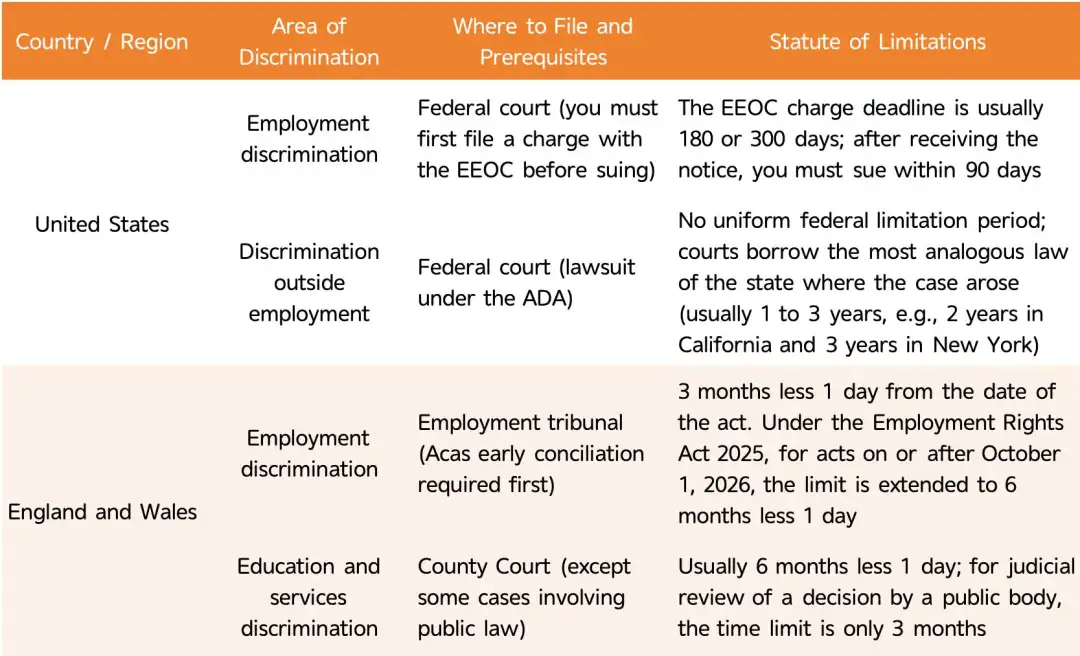 Country / Region
Area of
Discrimination
Where to File and
Prerequisites
Statute of Limitations
United States
Employment
discrimination
Federal court (you must
first file a charge with
the EEOC before suing)
The EEOC charge deadline is usually
180 or 300 days; after receiving the
notice, you must sue within 90 days
Discrimination
outside
employment
Federal court (lawsuit
under the ADA)
No uniform federal limitation period;
courts borrow the most analogous law
of the state where the case arose
(usually 1 to 3 years, e.g., 2 years in
California and 3 years in New York)
England and Wales
Employment
discrimination
Employment tribunal
(Acas early conciliation
required first)
3 months less 1 day from the date of
the act. Under the Employment Rights
Act 2025, for acts on or after October
1, 2026, the limit is extended to 6
months less 1 day
Education and
services
discrimination
County Court (except
some cases involving
public law)
Usually 6 months less 1 day; for judicial
review of a decision by a public body,
the time limit is only 3 months